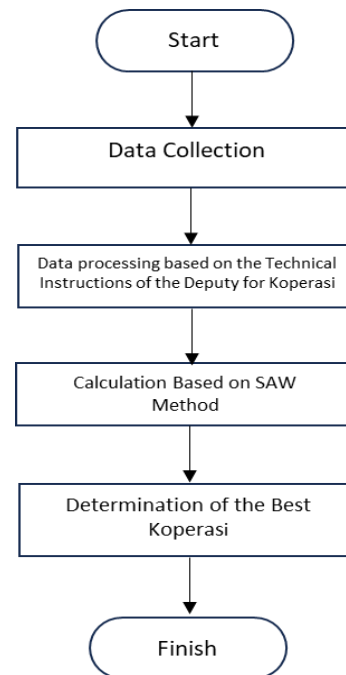 Start
Data Collection
Data processing based on the Technical
Instructions of the Deputy for Koperasi
Calculation Based on SAW
Method
Determination of the Best
Koperasi
Finish